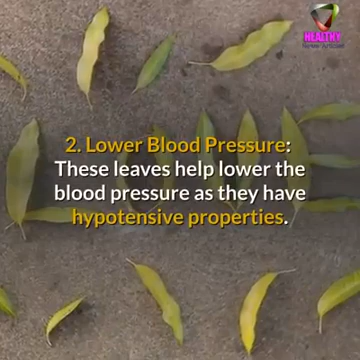 HEALTHY
2. Lower Blood Pressure:
These leaves help lower the
blood pressure as they have
hypotensive properties.